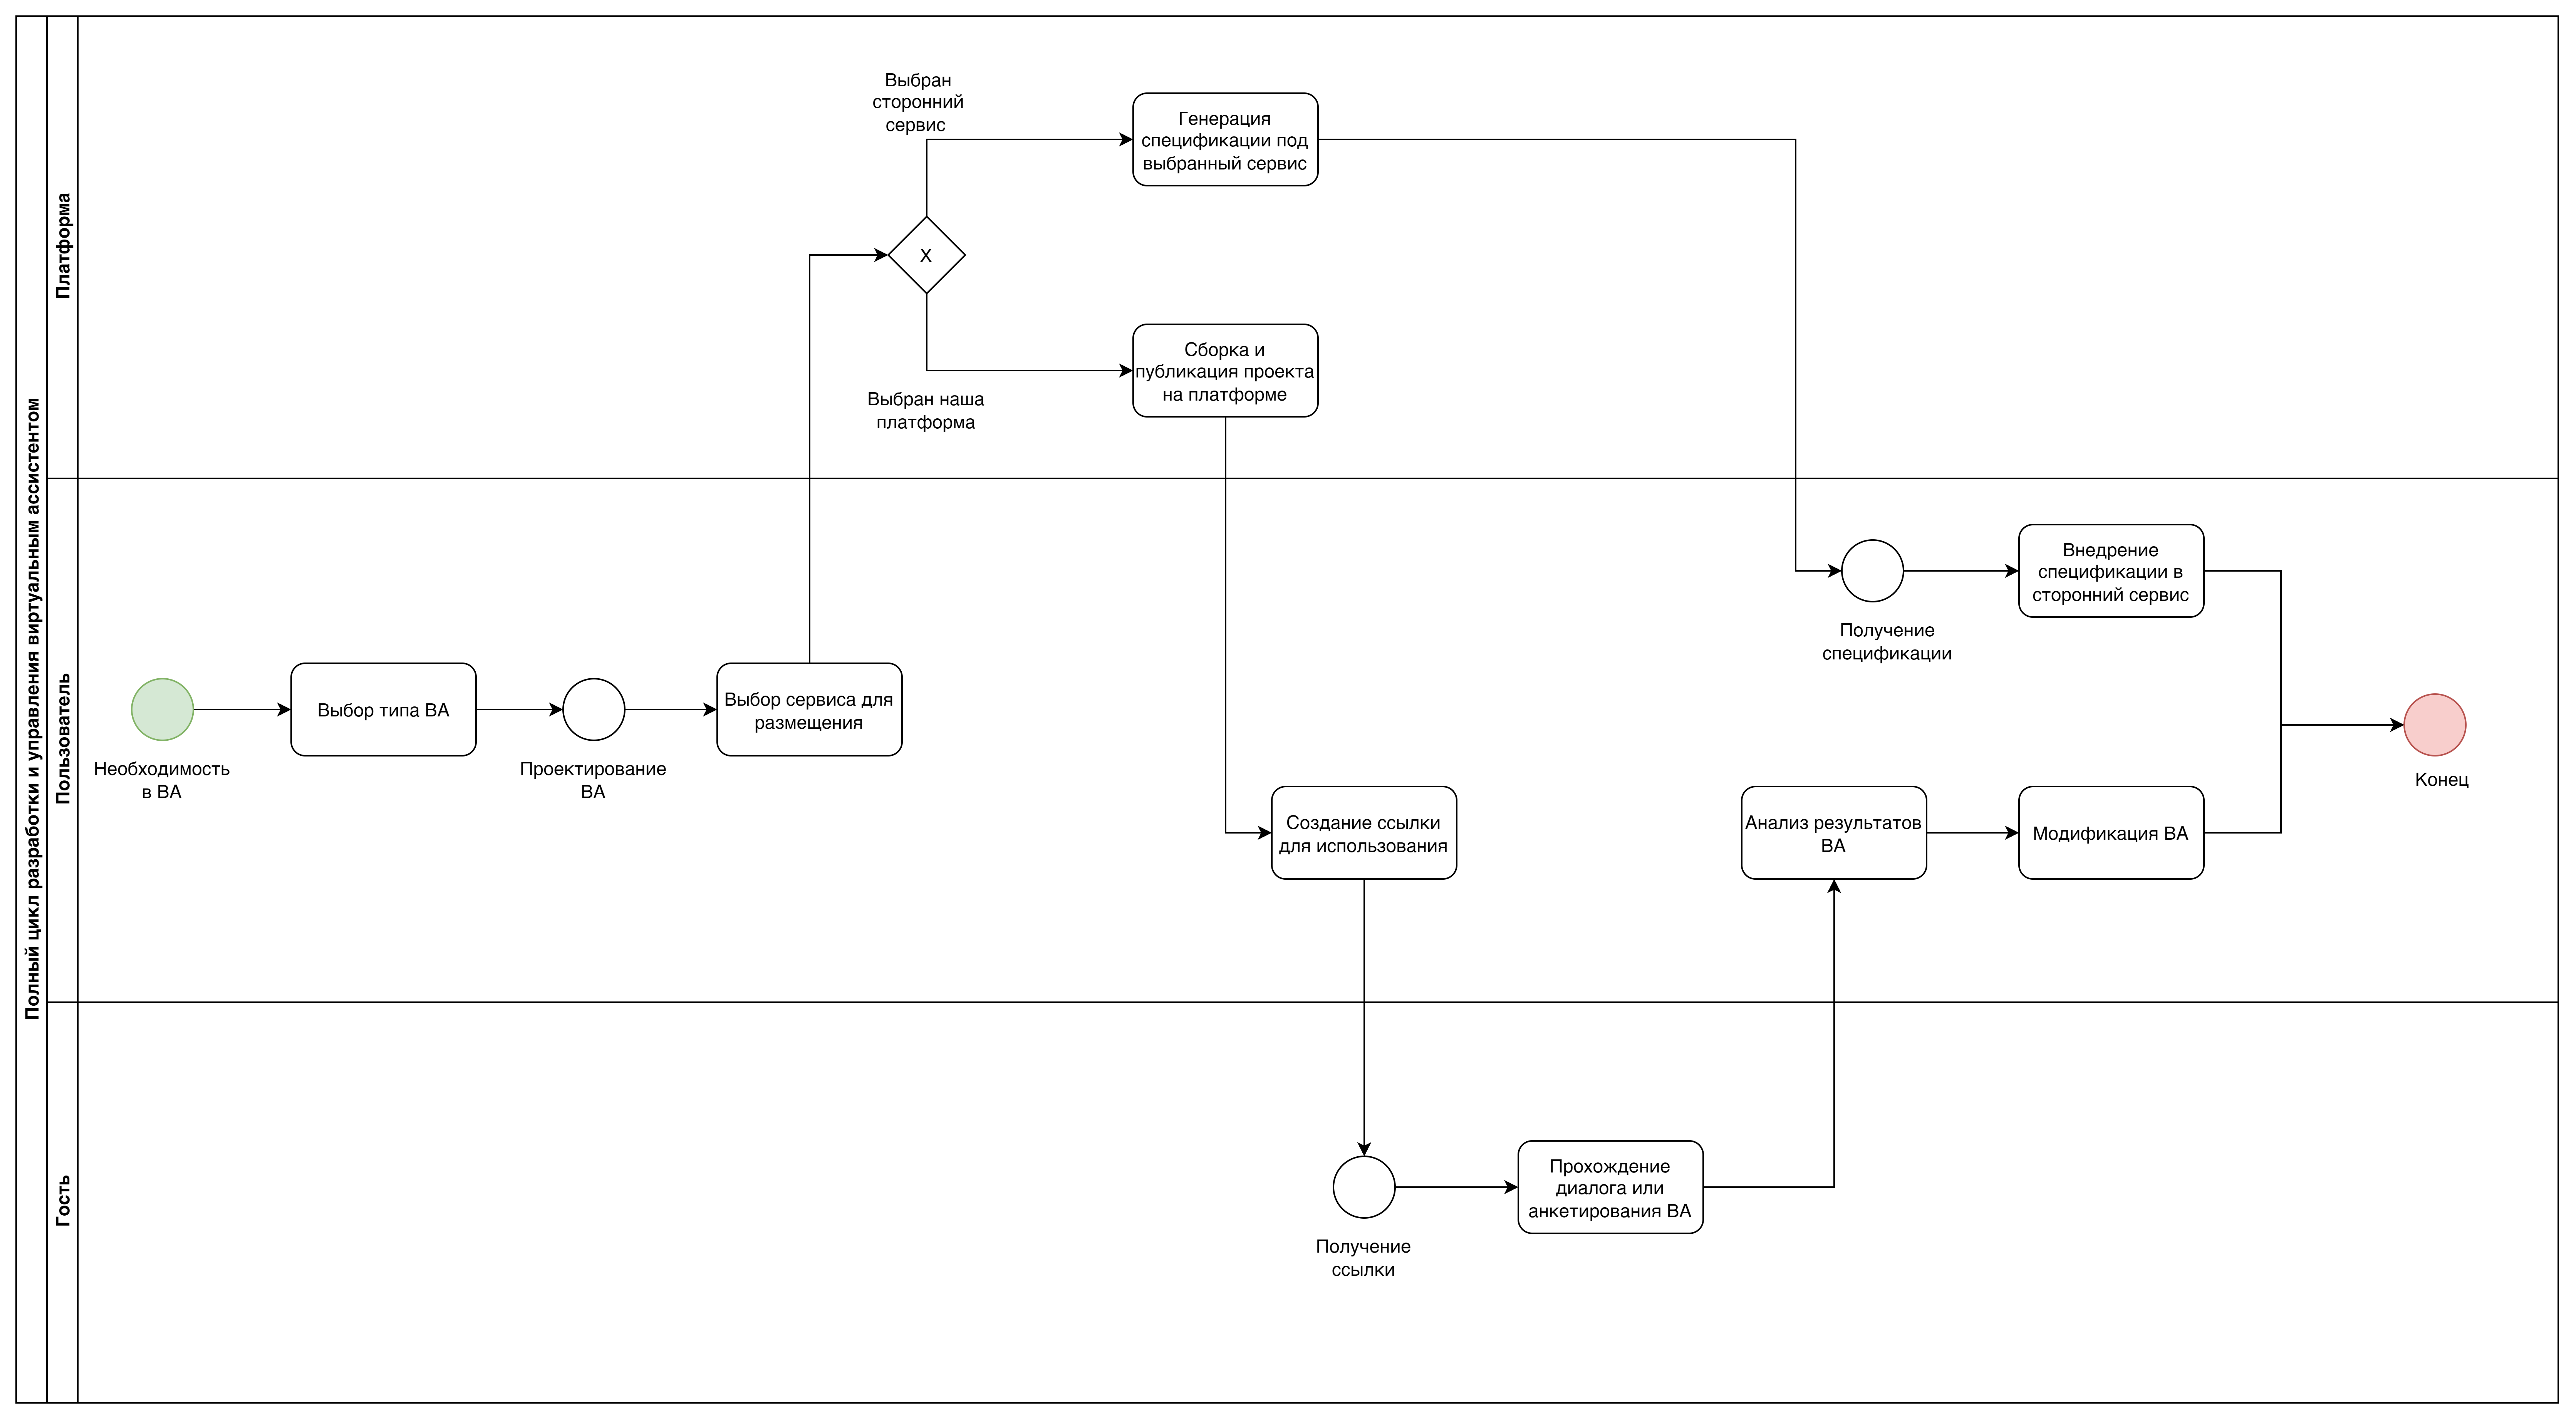 Полный цикл разработки и управления виртуальным ассистентом
Платформа
Выбран
сторонний
сервис
Генерация
спецификации под
выбранный сервис
X
Сборка и
публикация проекта
на платформе
Выбран наша
платформа
Пользователь
Необходимость
в ВА
Выбор типа ВА
Проектирование
ВА
Выбор сервиса для
размещения
Создание ссылки
для использования
Получение
спецификации
Внедрение
спецификации в
сторонний сервис
Анализ результатов
ВА
Модификация ВА
Конец
Гость
Получение
ссылки
Прохождение
диалога или
анкетирования ВА